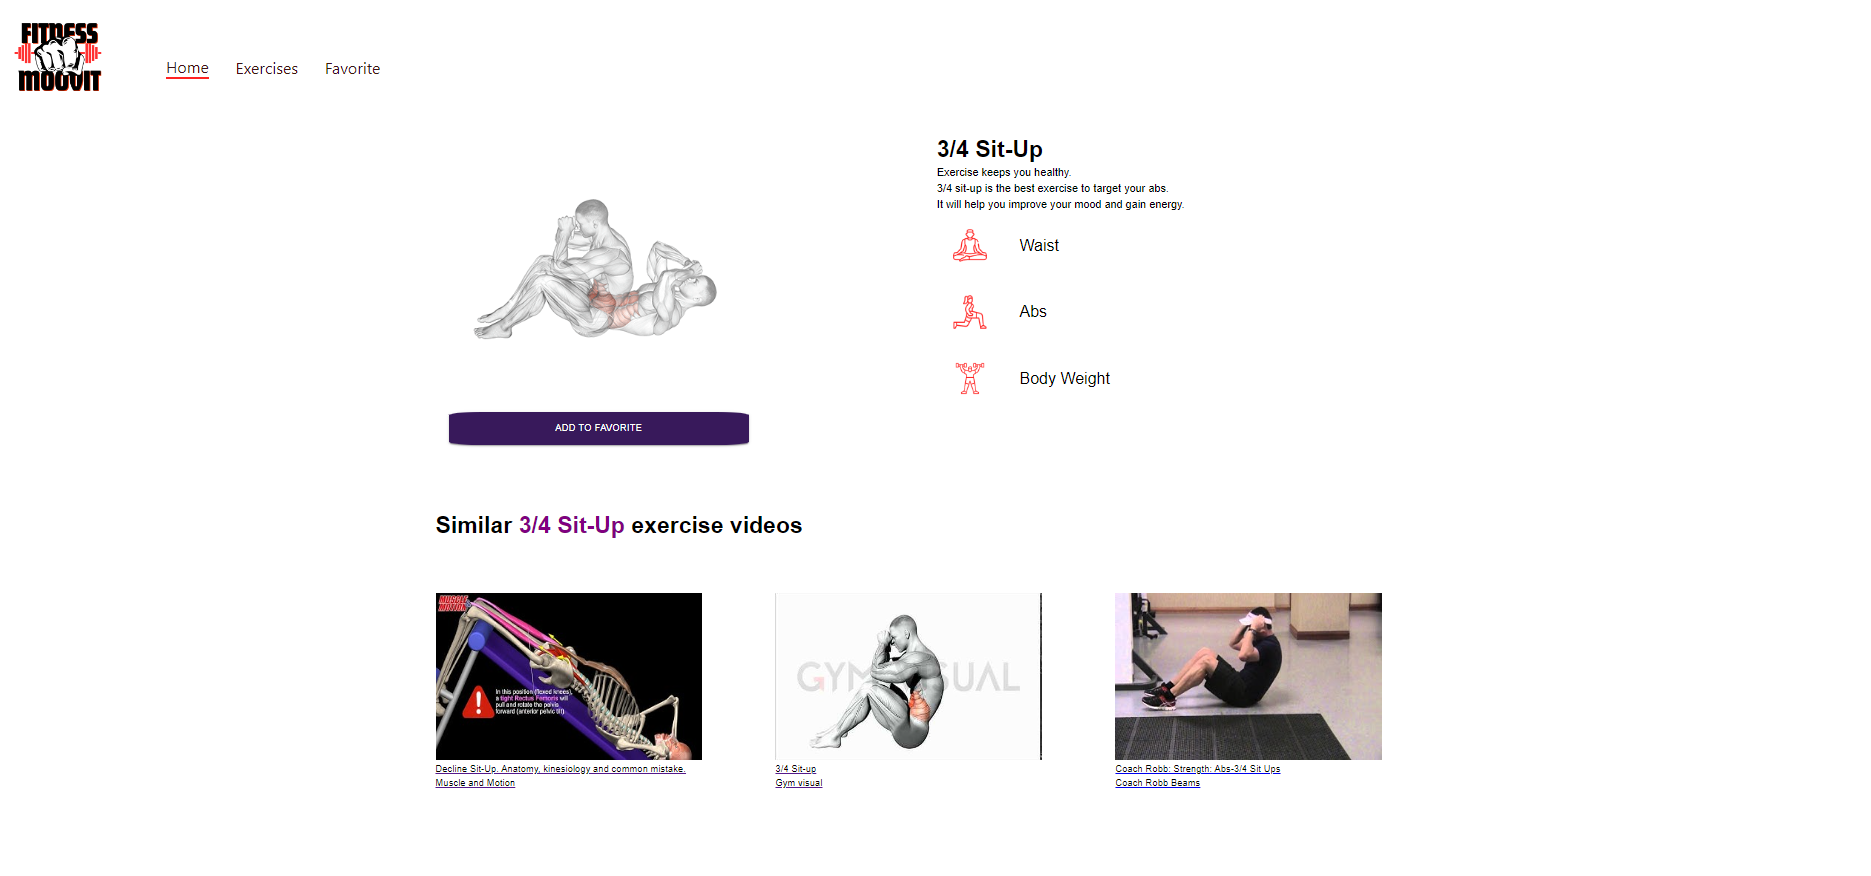 FITNESS
MOOVIT
Home
Exercises
Favorite
3/4 Sit-Up
Exercise keeps you healthy.
3/4 sit-up is the best exercise to target your abs.
It will help you improve your mood and gain energy.
Waist
Abs
Body Weight
ADD TO FAVORITE
Similar 3/4 Sit-Up exercise videos
MUSCLE
MOTION
In this position (flexed knees),
a tight Rectus Femoris will
pull and rotate the pelvis
forward (anterior pelvic tilt)
GYM VISUAL
Decline Sit-Up. Anatomy, kinesiology and common mistake.
Muscle and Motion
3/4 Sit-up
Gym visual
Coach Robb: Strength: Abs-3/4 Sit Ups
Coach Robb Beams